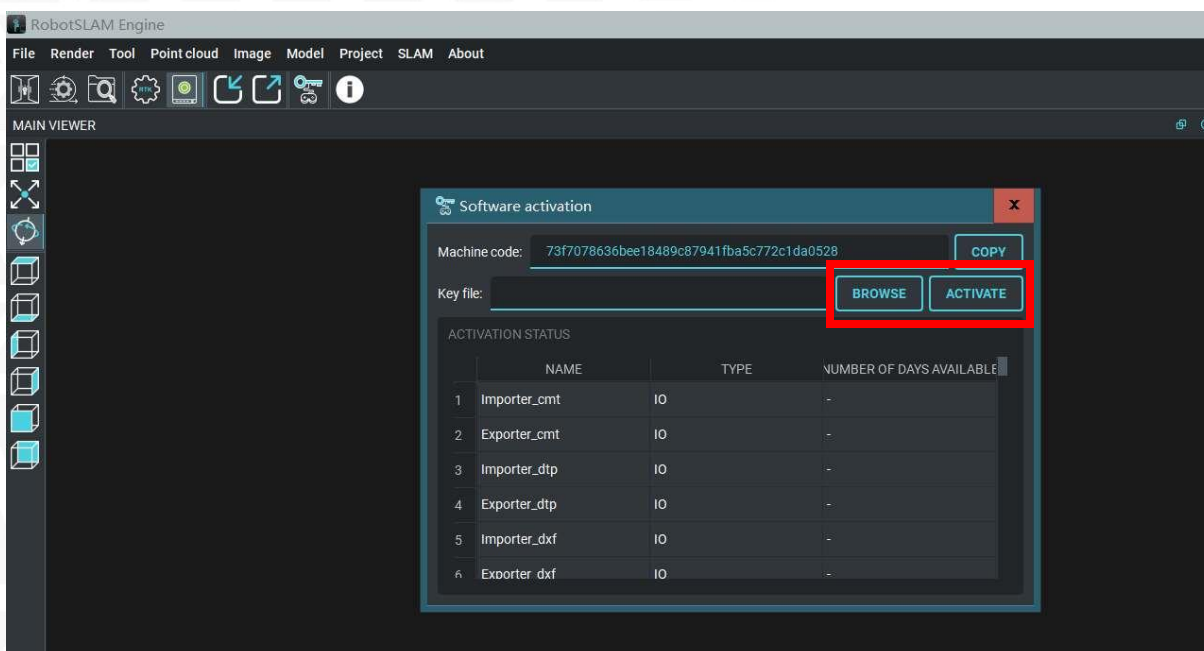 RobotSLAM Engine
File Render Tool Point cloud Image Model Project SLAM About
RTK
MAIN VIEWER
Software activation x
Machine code: 73f7078636bee18489c87941fba5c772c1da0528 COPY
Key file: BROWSE ACTIVATE
ACTIVATION STATUS
NAME TYPE NUMBER OF DAYS AVAILABLE
1 Importer_cmt IO -
2 Exporter_cmt IO -
3 Importer_dtp IO -
4 Exporter_dtp IO -
5 Importer_dxf IO -
6 Exporter_dxf IO -